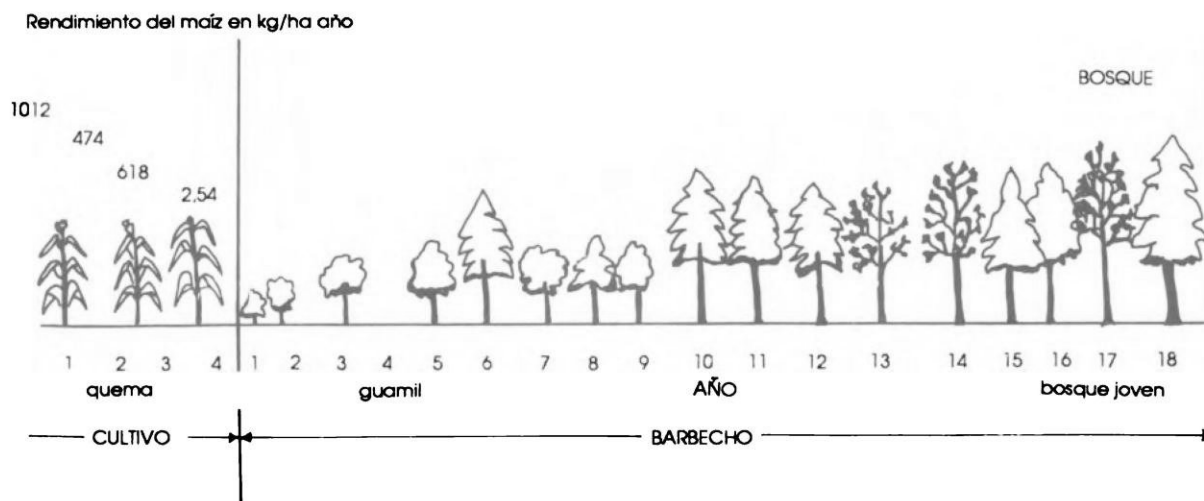 Rendimiento del maíz en kg/ha año
BOSQUE
1012
474
618
2.54
1 2 3 4 1 2 3 4 5 6 7 8 9 10 11 12 13 14 15 16 17 18
quema guamil AÑO bosque joven
CULTIVO BARBECHO